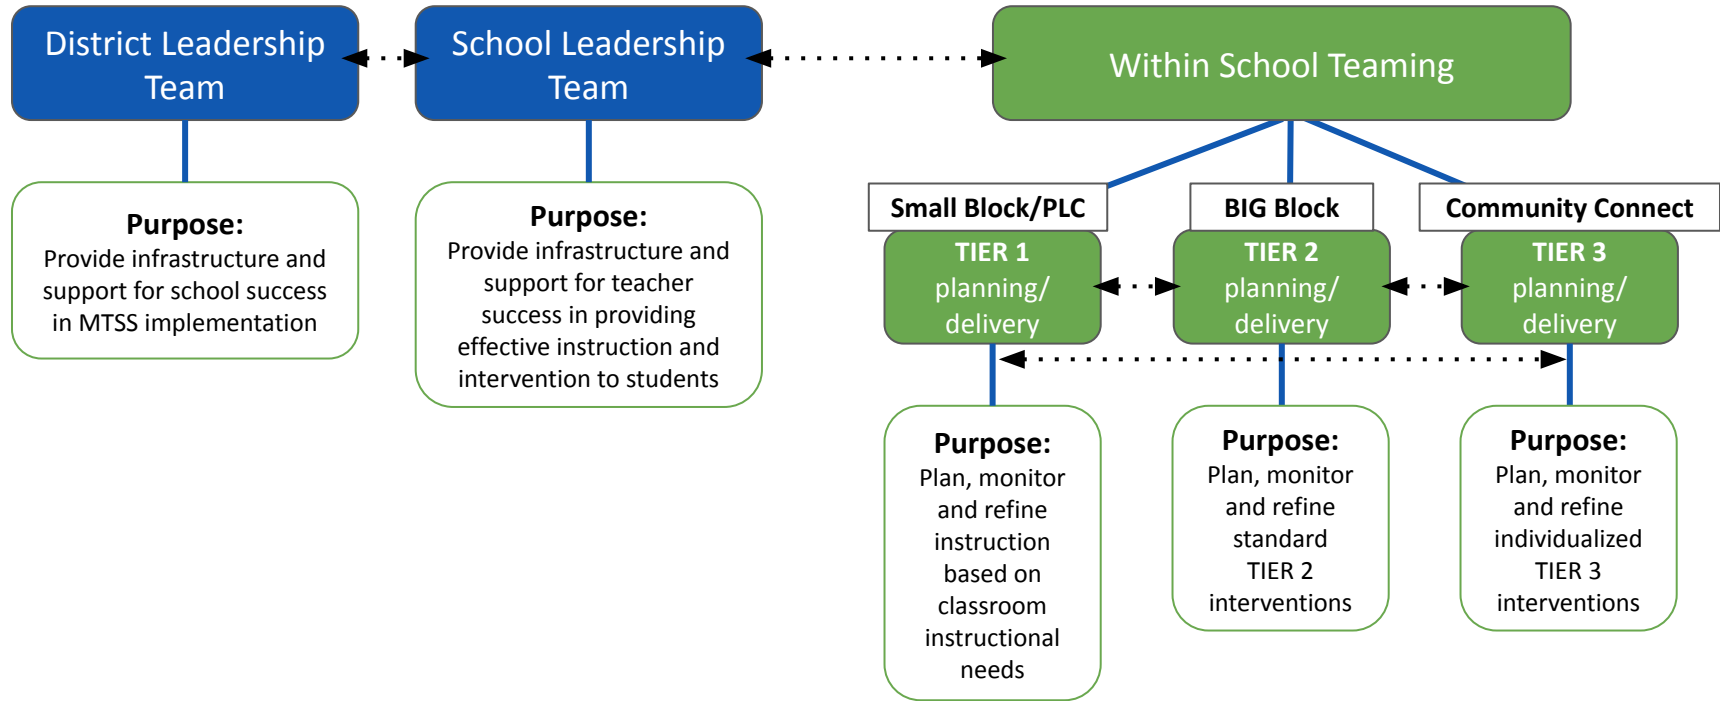 District Leadership
Team
School Leadership
Team
Within School Teaming
Purpose:
Provide infrastructure and
support for school success
in MTSS implementation
Purpose:
Provide infrastructure and
support for teacher
success in providing
effective instruction and
intervention to students
Small Block/PLC
TIER 1
planning/
delivery
BIG Block
TIER 2
planning/
delivery
Community Connect
TIER 3
planning/
delivery
Purpose:
Plan, monitor
and refine
instruction
based on
classroom
instructional
needs
Purpose:
Plan, monitor
and refine
standard
TIER 2
interventions
Purpose:
Plan, monitor
and refine
individualized
TIER 3
interventions